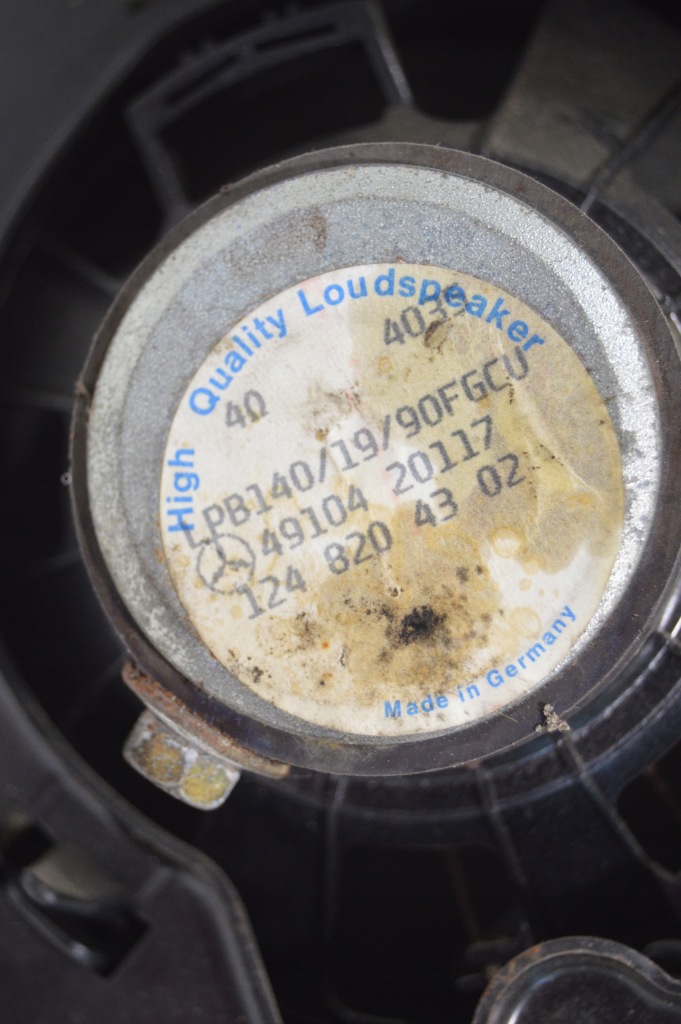 High Quality Loudspeaker
4Ω
LPB140/19/90FGCU
49104 20117
124 820 43 02
Made in Germany